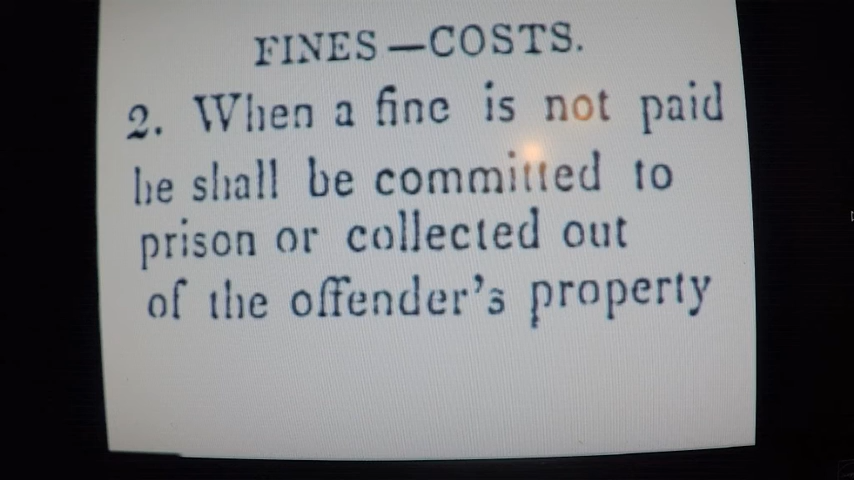 FINES—COSTS.
2. When a fine is not paid
he shall be committed to
prison or collected out
of the offender's property